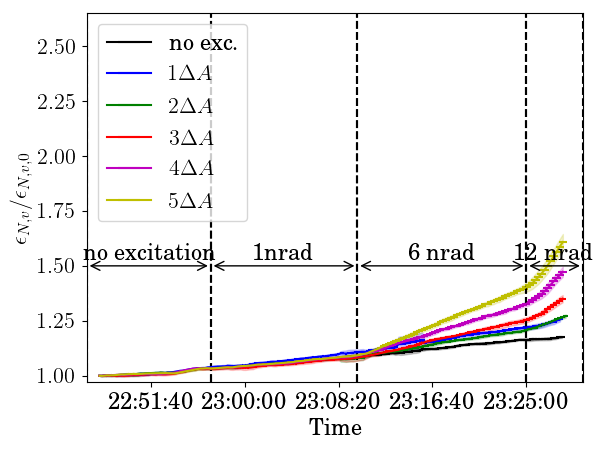 no exc.
1ΔA
2ΔA
3ΔA
4ΔA
5ΔA
2.50
2.25
2.00
1.75
1.50
1.25
1.00
ϵN,v/ϵN,v,0
no excitation
1nrad
6 nrad
12 nrad
22:51:40 23:00:00 23:08:20 23:16:40 23:25:00
Time